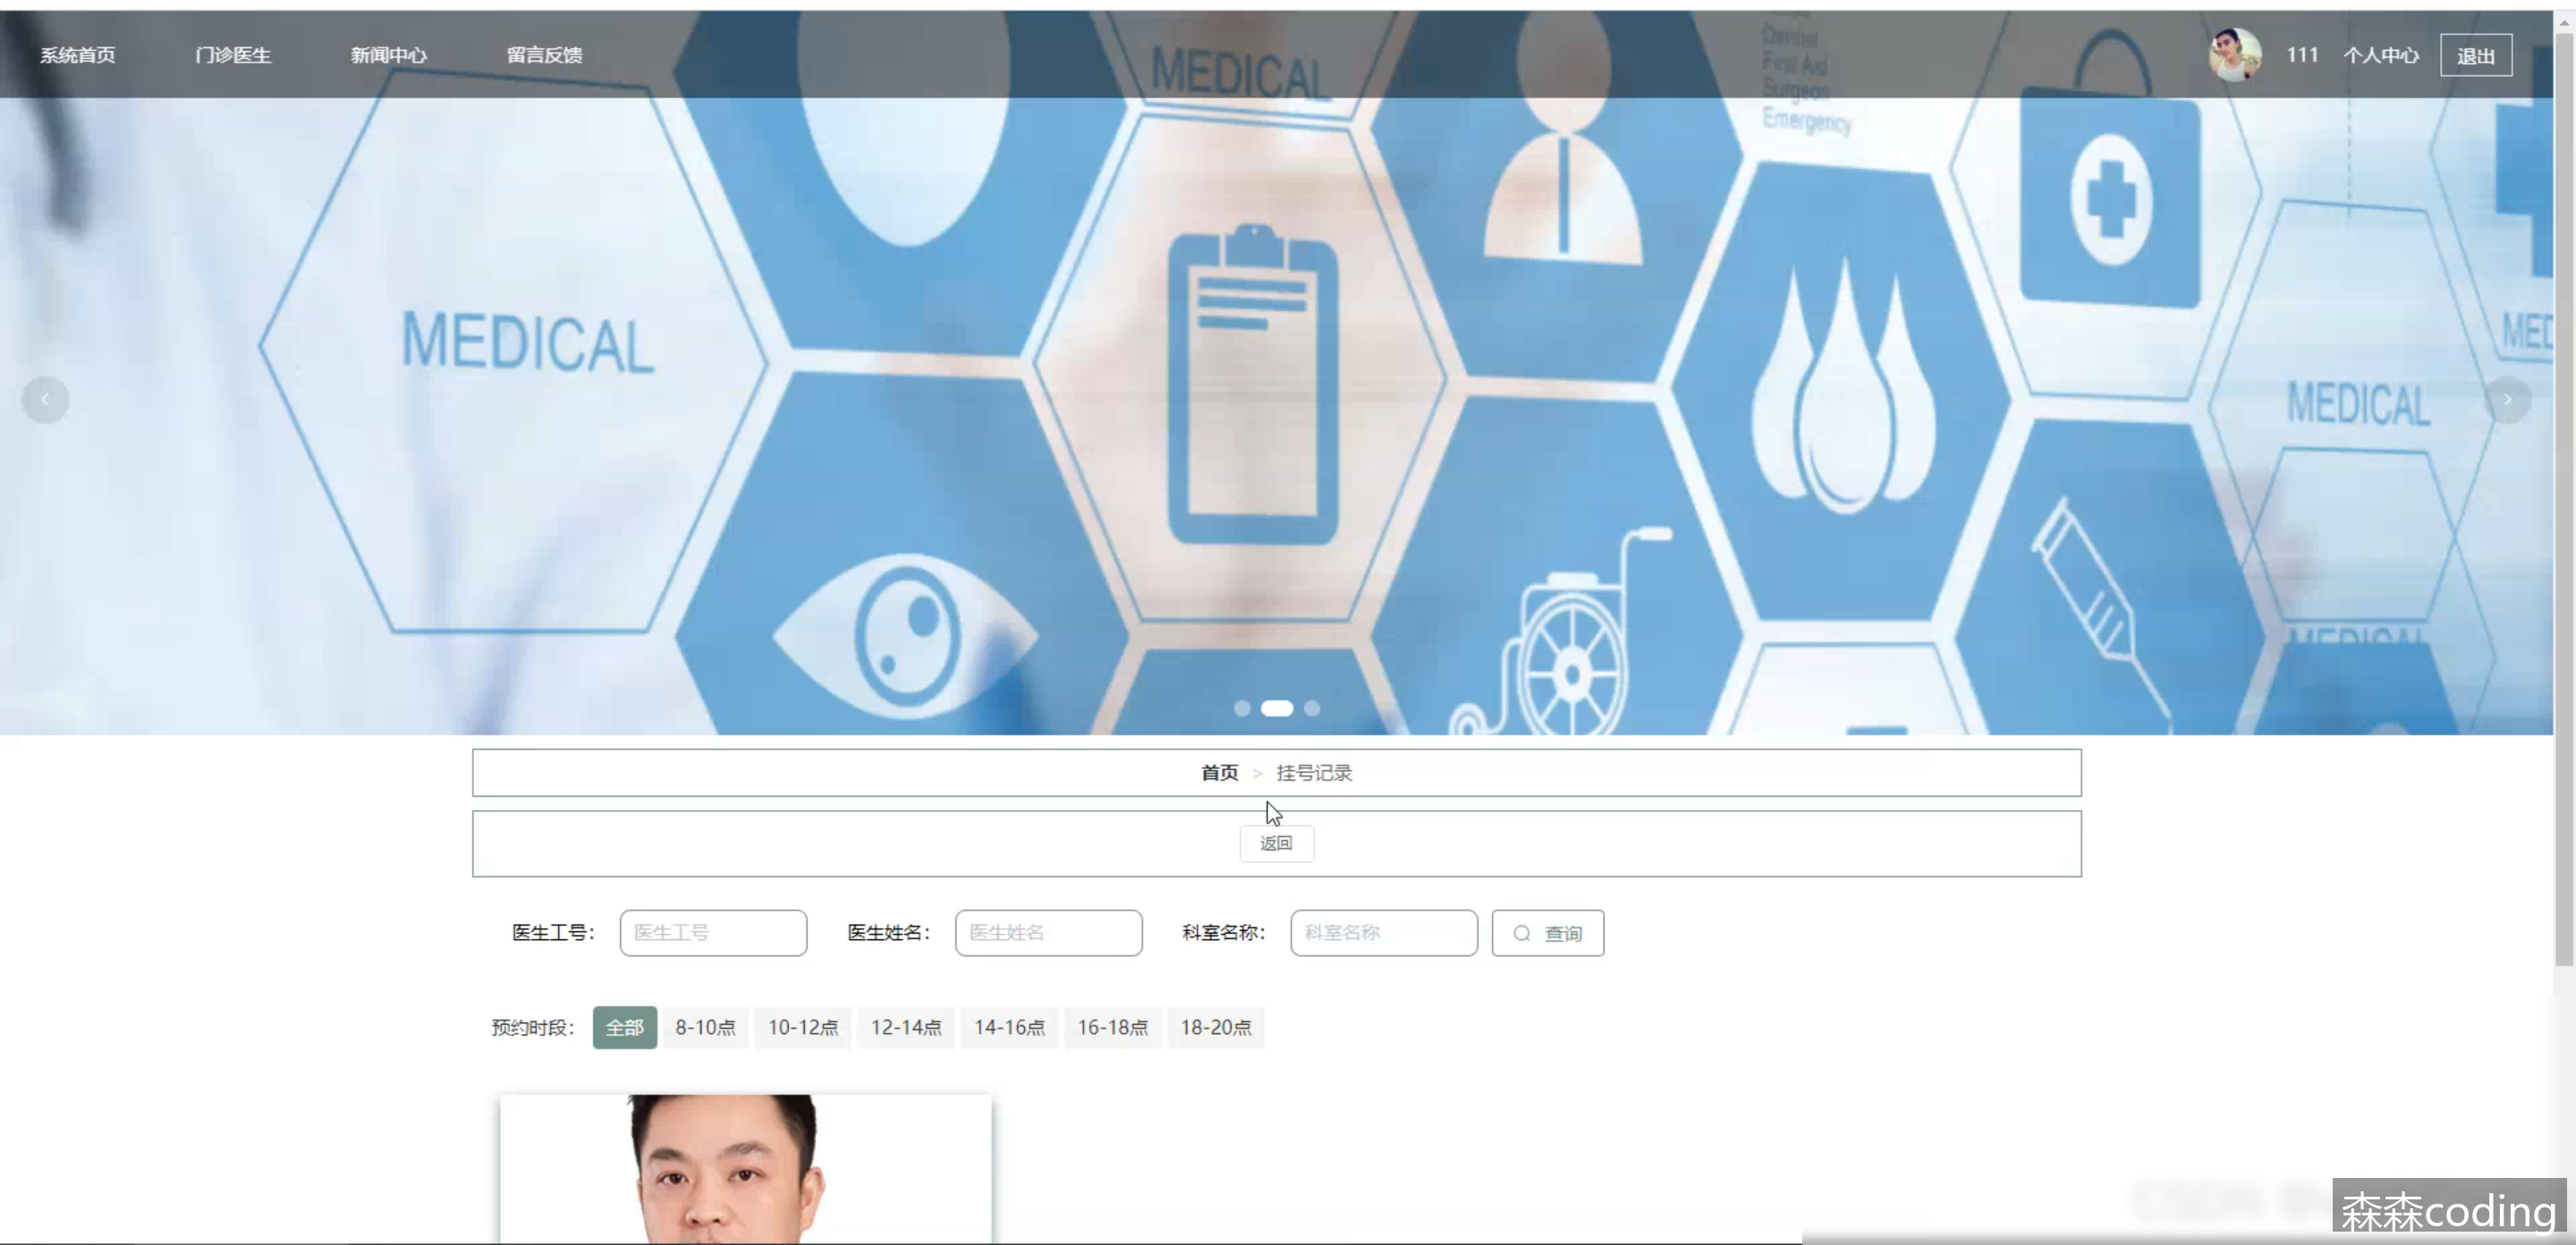 系统首页
门诊医生
新闻中心
留言反馈
111
个人中心
退出
MEDICAL
Dentist
First Aid
Surgeon
Emergency
MEDICAL
MED
MEDICAL
MEDICAL
首页 > 挂号记录
返回
医生工号：
医生工号
医生姓名：
医生姓名
科室名称：
科室名称
查询
预约时段：
全部
8-10点
10-12点
12-14点
14-16点
16-18点
18-20点
CSDN
森森coding